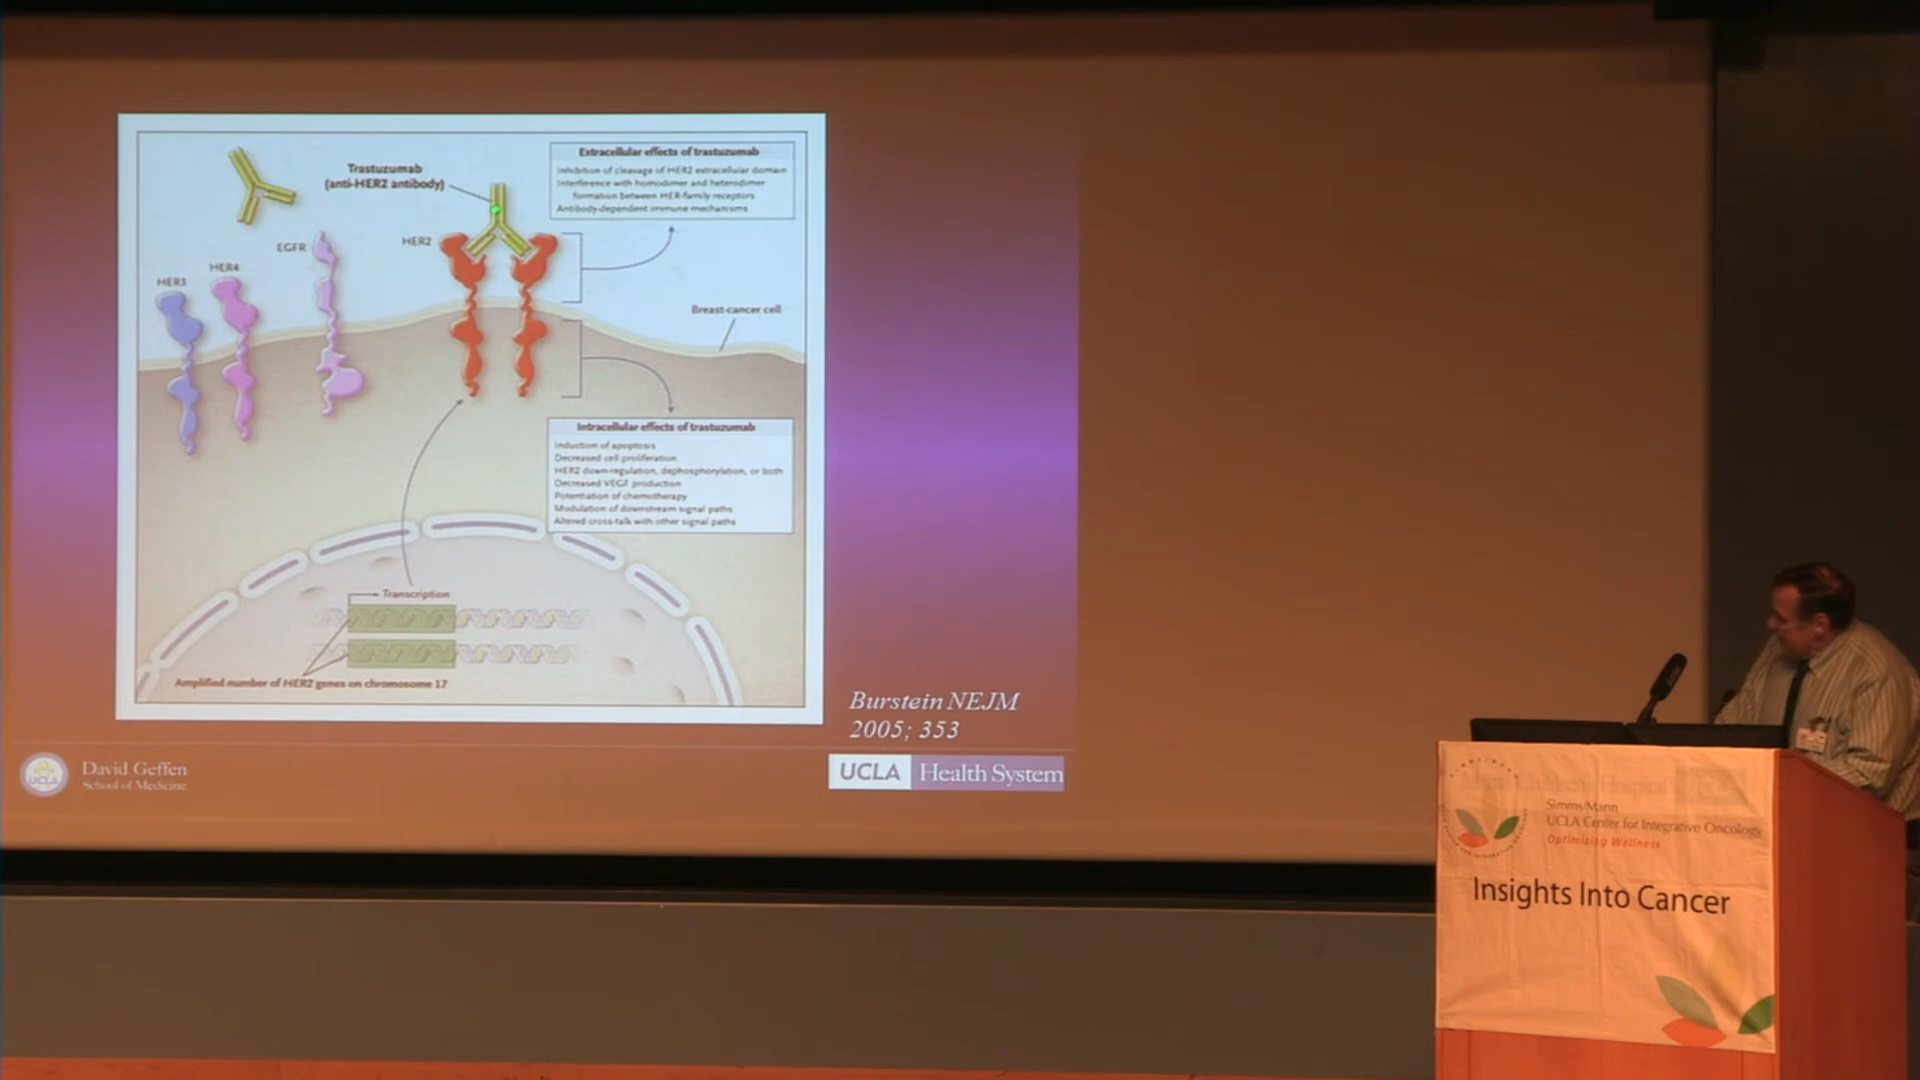 Trastuzumab
(anti-HER2 antibody)
Extracellular effects of trastuzumab
Inhibition of cleavage of HER2 extracellular domain
Interference with homodimer and heterodimer
formation between HER-family receptors
Antibody-dependent immune mechanisms
HER3
HER4
EGFR
HER2
Breast-cancer cell
Intracellular effects of trastuzumab
Induction of apoptosis
Decreased cell proliferation
HER2 down-regulation, dephosphorylation, or both
Decreased VEGF production
Potentiation of chemotherapy
Modulation of downstream signal paths
Altered cross-talk with other signal paths
Transcription
Amplified number of HER2 genes on chromosome 17
Burstein NEJM
2005; 353
UCLA
David Geffen
School of Medicine
UCLA Health System
Simms/Mann
UCLA Center for Integrative Oncology
Optimizing Wellness
Insights Into Cancer